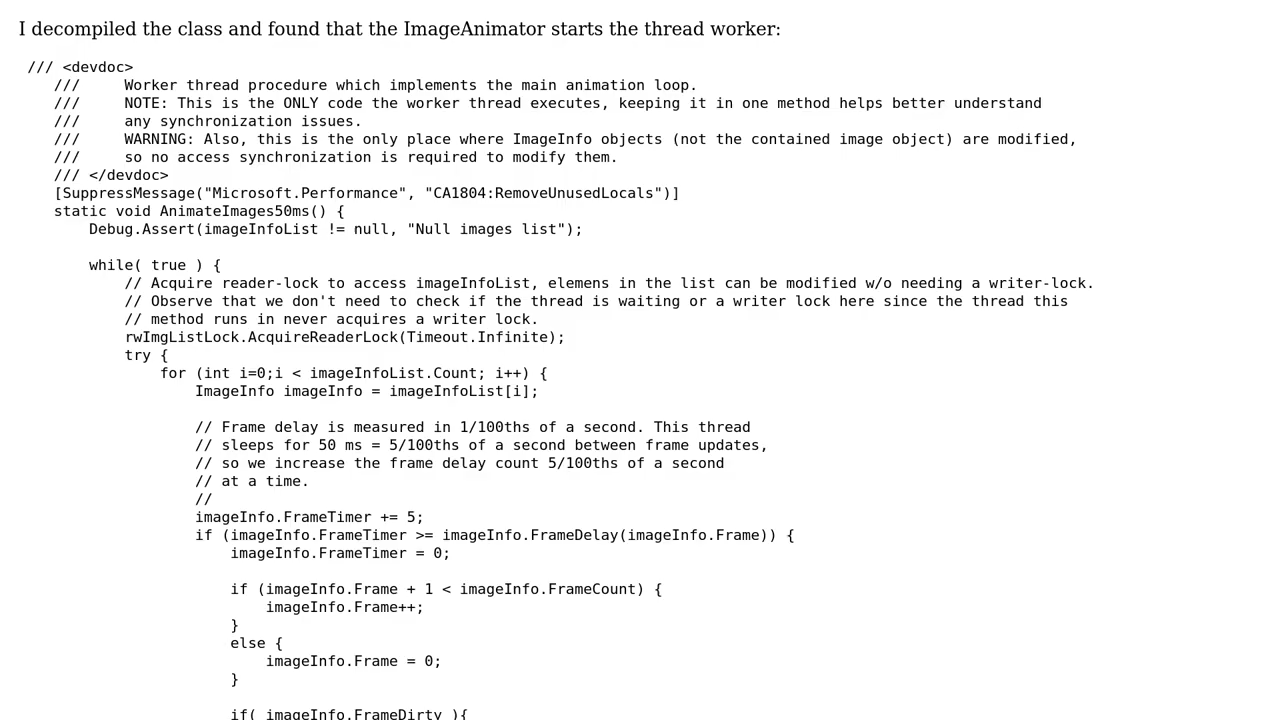 I decompiled the class and found that the ImageAnimator starts the thread worker:
/// <devdoc>
///     Worker thread procedure which implements the main animation loop.
///     NOTE: This is the ONLY code the worker thread executes, keeping it in one method helps better understand
///     any synchronization issues.
///     WARNING: Also, this is the only place where ImageInfo objects (not the contained image object) are modified,
///     so no access synchronization is required to modify them.
/// </devdoc>
[SuppressMessage("Microsoft.Performance", "CA1804:RemoveUnusedLocals")]
static void AnimateImages50ms() {
Debug.Assert(imageInfoList != null, "Null images list");
while( true ) {
// Acquire reader-lock to access imageInfoList, elemens in the list can be modified w/o needing a writer-lock.
// Observe that we don't need to check if the thread is waiting or a writer lock here since the thread this
// method runs in never acquires a writer lock.
rwImgListLock.AcquireReaderLock(Timeout.Infinite);
try {
for (int i=0;i < imageInfoList.Count; i++) {
ImageInfo imageInfo = imageInfoList[i];
// Frame delay is measured in 1/100ths of a second. This thread
// sleeps for 50 ms = 5/100ths of a second between frame updates,
// so we increase the frame delay count 5/100ths of a second
// at a time.
//
imageInfo.FrameTimer += 5;
if (imageInfo.FrameTimer >= imageInfo.FrameDelay(imageInfo.Frame)) {
imageInfo.FrameTimer = 0;
if (imageInfo.Frame + 1 < imageInfo.FrameCount) {
imageInfo.Frame++;
}
else {
imageInfo.Frame = 0;
}
if( imageInfo.FrameDirty ){